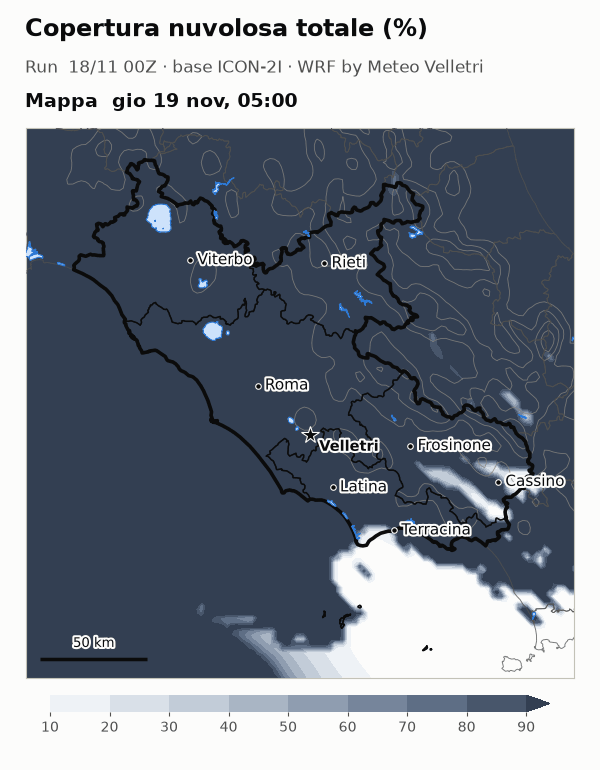 Copertura nuvolosa totale (%)
Run  18/11 00Z · base ICON-2I · WRF by Meteo Velletri
Mappa  gio 19 nov, 05:00
Viterbo
Rieti
Roma
Velletri
Frosinone
Cassino
Latina
Terracina
50 km
10 20 30 40 50 60 70 80 90